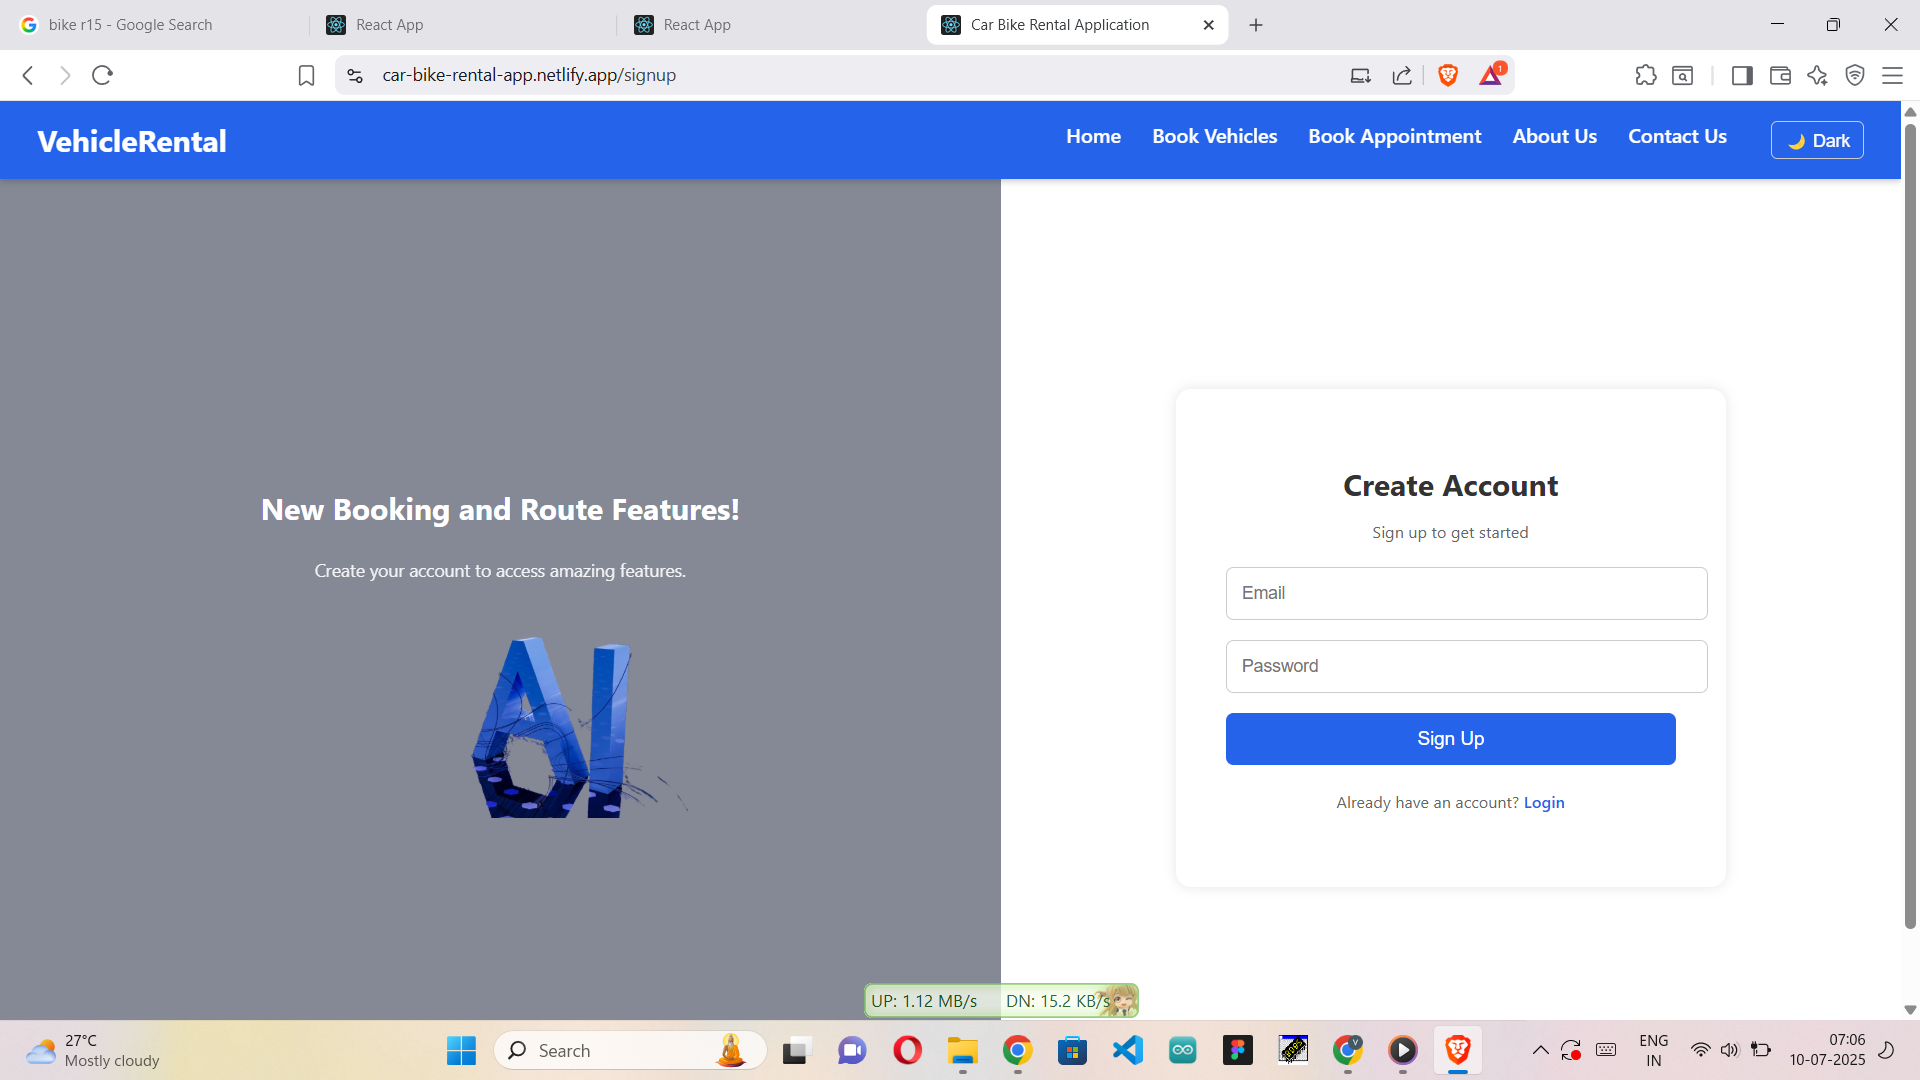 bike r15 - Google Search
React App
React App
Car Bike Rental Application
car-bike-rental-app.netlify.app/signup
1
VehicleRental
Home
Book Vehicles
Book Appointment
About Us
Contact Us
🌙 Dark
New Booking and Route Features!
Create your account to access amazing features.
AI
Create Account
Sign up to get started
Email
Password
Sign Up
Already have an account? Login
UP: 1.12 MB/s DN: 15.2 KB/s
27°C
Mostly cloudy
Search
V
ENG
IN
07:06
10-07-2025